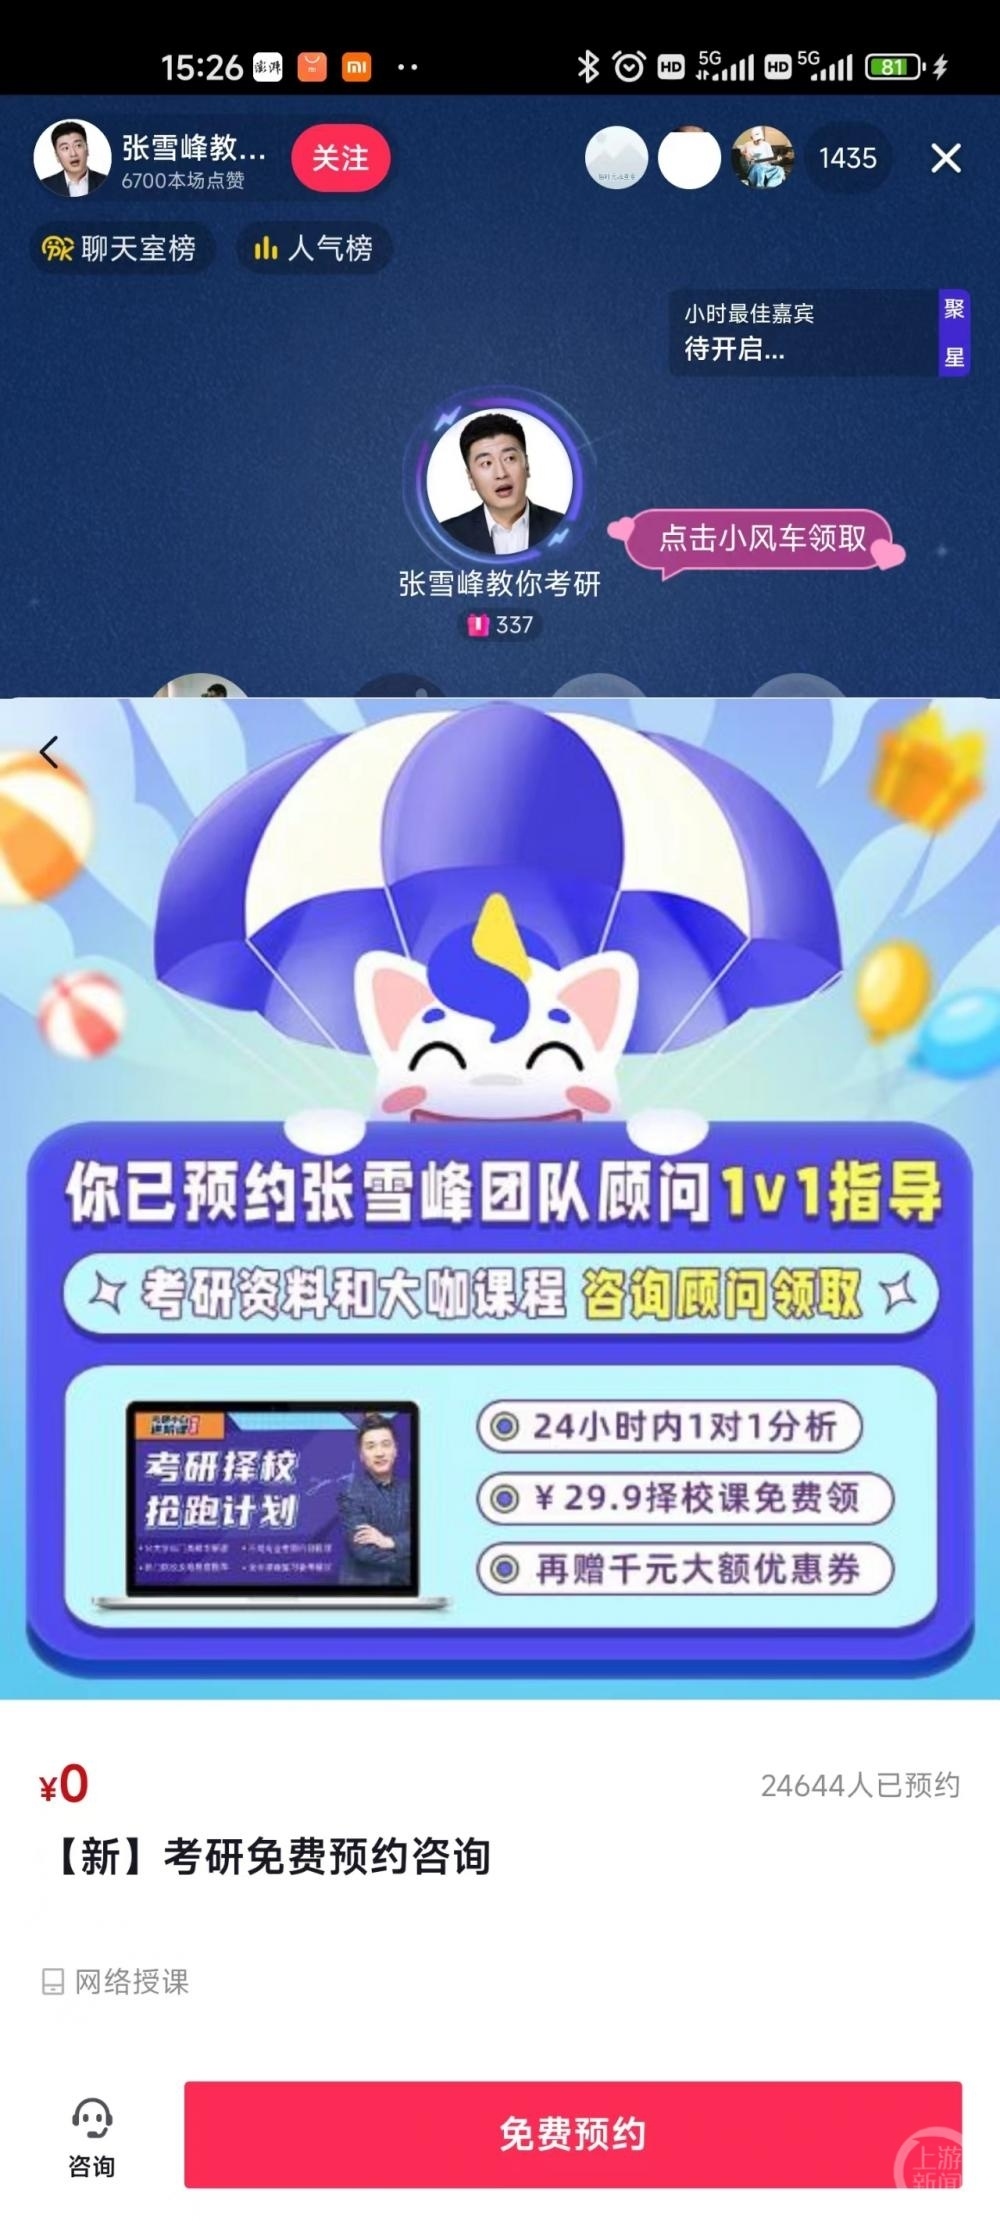 15:26
澎湃
mi
HD 5G HD 5G 81
张雪峰教...
6700本场点赞
关注
1435
聊天室榜
人气榜
小时最佳嘉宾
待开启...
聚星
点击小风车领取
张雪峰教你考研
337
你已预约张雪峰团队顾问1v1指导
考研资料和大咖课程 咨询顾问领取
考研择校
抢跑计划
24小时内1对1分析
¥29.9择校课免费领
再赠千元大额优惠券
¥0
24644人已预约
【新】考研免费预约咨询
网络授课
咨询
免费预约
上游
新闻